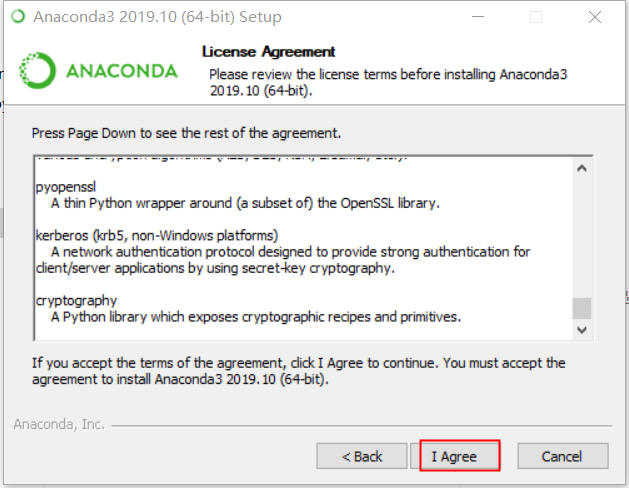 Anaconda3 2019.10 (64-bit) Setup
ANACONDA
License Agreement
Please review the license terms before installing Anaconda3
2019.10 (64-bit).
Press Page Down to see the rest of the agreement.
pyopenssl
A thin Python wrapper around (a subset of) the OpenSSL library.
kerberos (krb5, non-Windows platforms)
A network authentication protocol designed to provide strong authentication for
client/server applications by using secret-key cryptography.
cryptography
A Python library which exposes cryptographic recipes and primitives.
If you accept the terms of the agreement, click I Agree to continue. You must accept the
agreement to install Anaconda3 2019.10 (64-bit).
Anaconda, Inc.
< Back
I Agree
Cancel